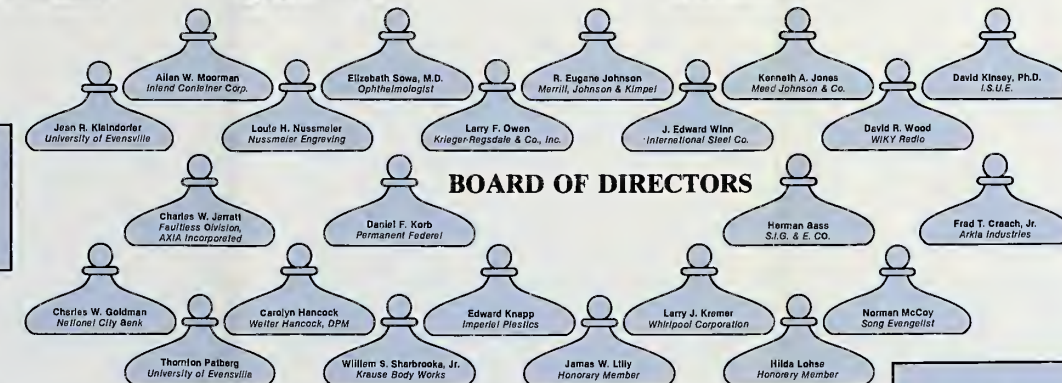 Allen W. Moorman
Inland Container Corp.
Elizabeth Sowa, M.D.
Ophthalmologist
R. Eugene Johnson
Merrill, Johnson & Kimpel
Kenneth A. Jones
Meed Johnson & Co.
David Kinsey, Ph.D.
I.S.U.E.
Jean R. Kleindorfer
University of Evansville
Louie H. Nussmeier
Nussmeier Engraving
Larry F. Owen
Krieger-Ragsdale & Co., Inc.
J. Edward Winn
International Steel Co.
David R. Wood
WIKY Radio
BOARD OF DIRECTORS
Charles W. Jarratt
Faultless Division,
AXIA Incorporated
Daniel F. Korb
Permanent Federal
Herman Bass
S.I.G. & E. CO.
Fred T. Creach, Jr.
Arkla Industries
Charles W. Goldman
National City Bank
Carolyn Hancock
Welter Hancock, DPM
Edward Knapp
Imperial Plastics
Larry J. Kremer
Whirlpool Corporation
Norman McCoy
Song Evangelist
Thornton Patberg
University of Evansville
William S. Sharbrooke, Jr.
Krause Body Works
James W. Lilly
Honorary Member
Hilda Lohse
Honorary Member